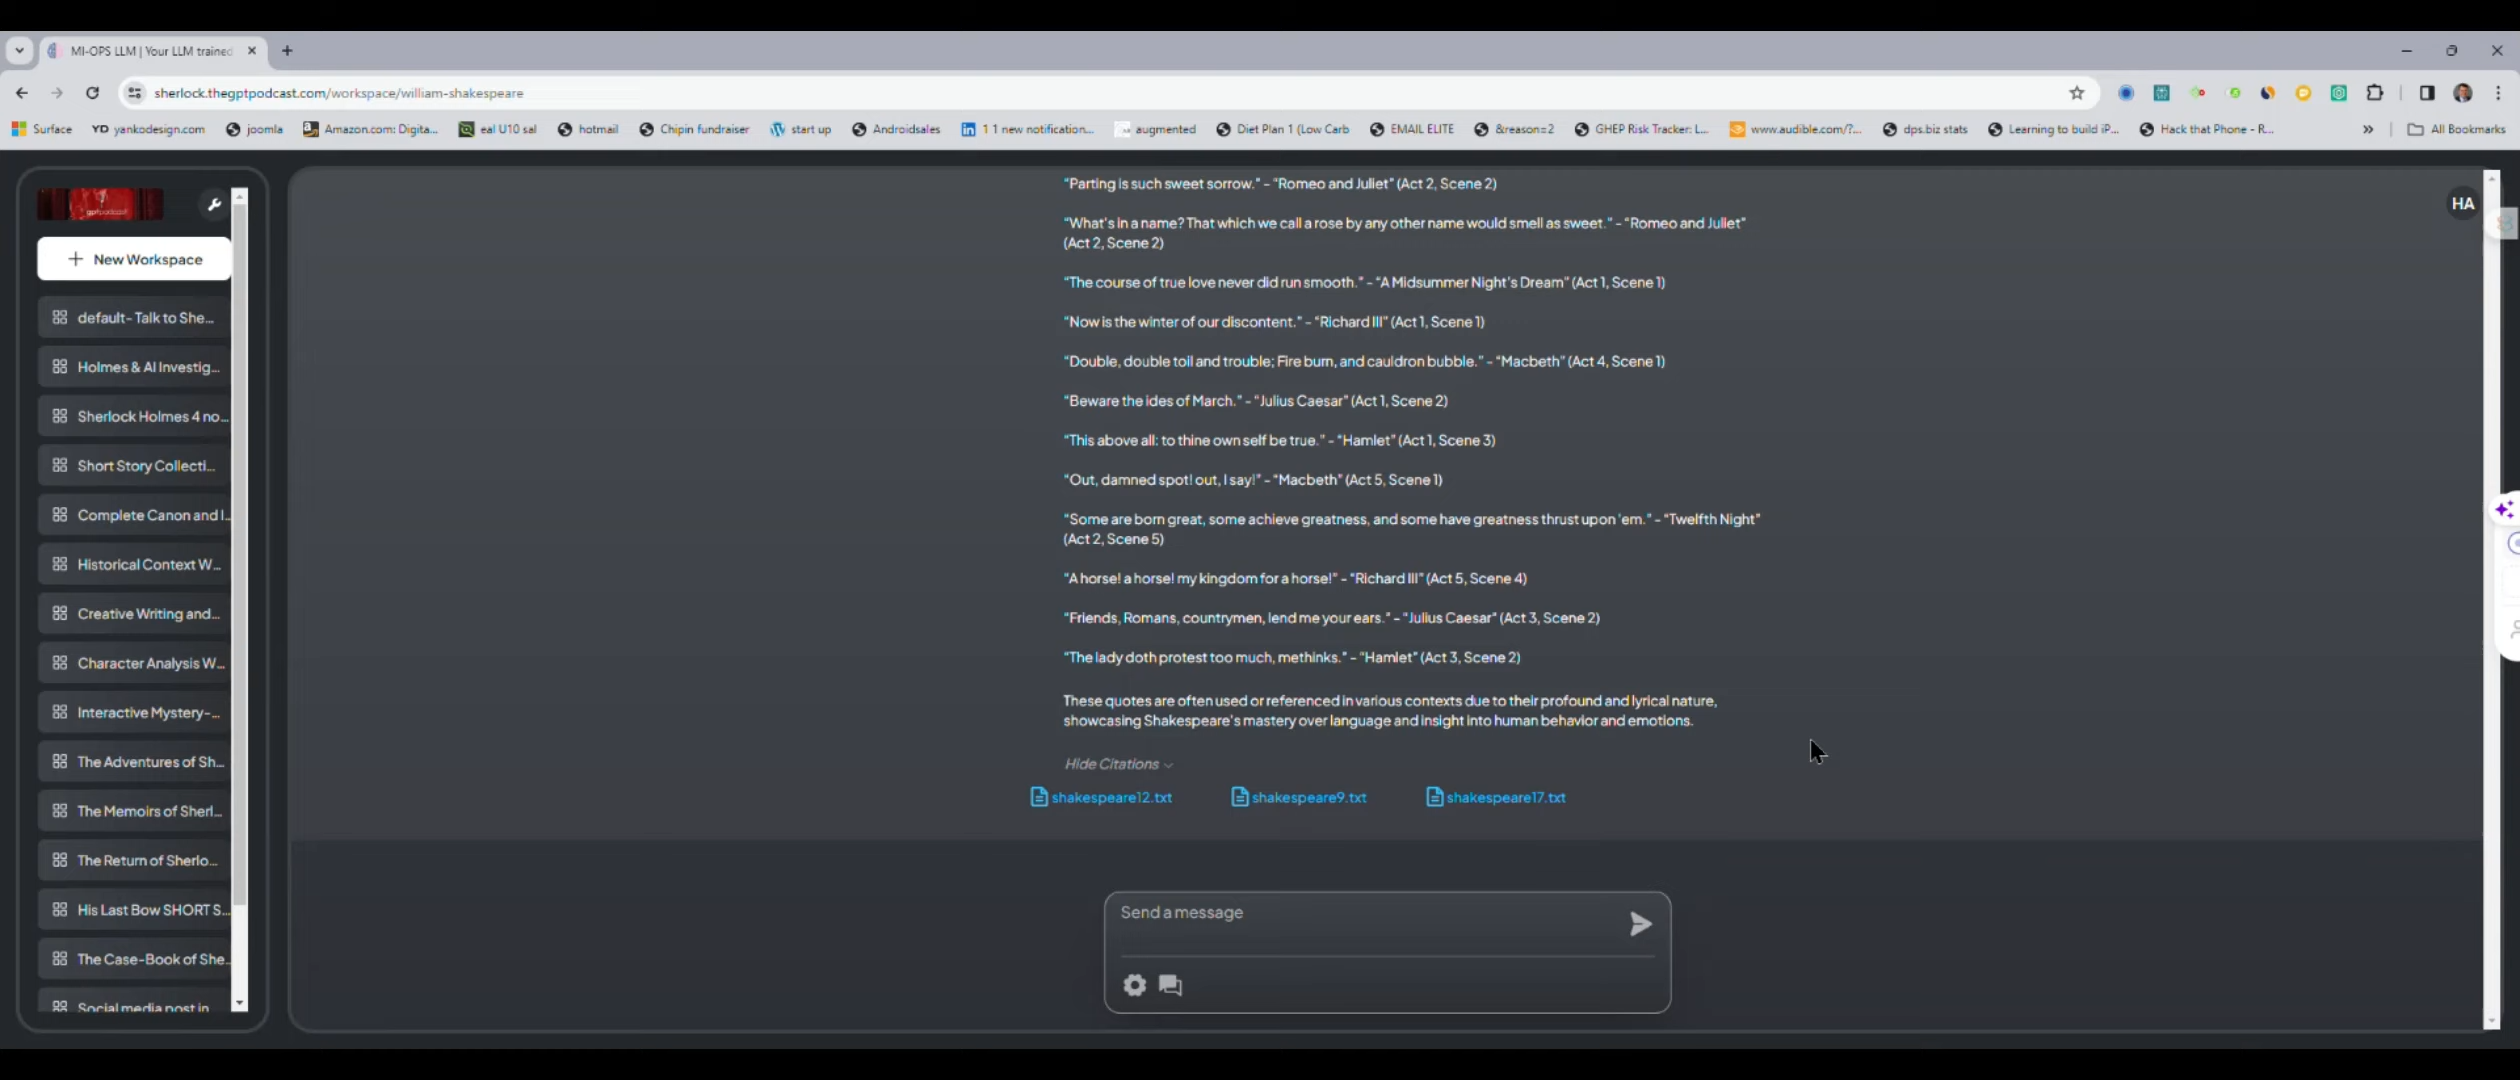 MI-OPS LLM | Your LLM trained
sherlock.thegptpodcast.com/workspace/william-shakespeare
Surface
YD yankodesign.com
joomla
Amazon.com: Digita...
eal U10 sal
hotmail
Chipin fundraiser
start up
Androidsales
1 1 new notification...
augmented
Diet Plan 1 (Low Carb
EMAIL ELITE
&reason=2
GHEP Risk Tracker: L...
www.audible.com/?...
dps.biz stats
Learning to build iP...
Hack that Phone - R...
All Bookmarks
gptpodcast
New Workspace
default- Talk to She...
Holmes & AI Investig...
Sherlock Holmes 4 no...
Short Story Collecti...
Complete Canon and I...
Historical Context W...
Creative Writing and...
Character Analysis W...
Interactive Mystery-...
The Adventures of Sh...
The Memoirs of Sherl...
The Return of Sherlo...
His Last Bow SHORT S...
The Case-Book of She...
Social media post in
HA
"Parting is such sweet sorrow." - "Romeo and Juliet" (Act 2, Scene 2)
"What's in a name? That which we call a rose by any other name would smell as sweet." - "Romeo and Juliet"
(Act 2, Scene 2)
"The course of true love never did run smooth." - "A Midsummer Night's Dream" (Act 1, Scene 1)
"Now is the winter of our discontent." - "Richard III" (Act 1, Scene 1)
"Double, double toil and trouble; Fire burn, and cauldron bubble." - "Macbeth" (Act 4, Scene 1)
"Beware the ides of March." - "Julius Caesar" (Act 1, Scene 2)
"This above all: to thine own self be true." - "Hamlet" (Act 1, Scene 3)
"Out, damned spot! out, I say!" - "Macbeth" (Act 5, Scene 1)
"Some are born great, some achieve greatness, and some have greatness thrust upon 'em." - "Twelfth Night"
(Act 2, Scene 5)
"A horse! a horse! my kingdom for a horse!" - "Richard III" (Act 5, Scene 4)
"Friends, Romans, countrymen, lend me your ears." - "Julius Caesar" (Act 3, Scene 2)
"The lady doth protest too much, methinks." - "Hamlet" (Act 3, Scene 2)
These quotes are often used or referenced in various contexts due to their profound and lyrical nature,
showcasing Shakespeare's mastery over language and insight into human behavior and emotions.
Hide Citations
shakespeare12.txt
shakespeare9.txt
shakespeare17.txt
Send a message